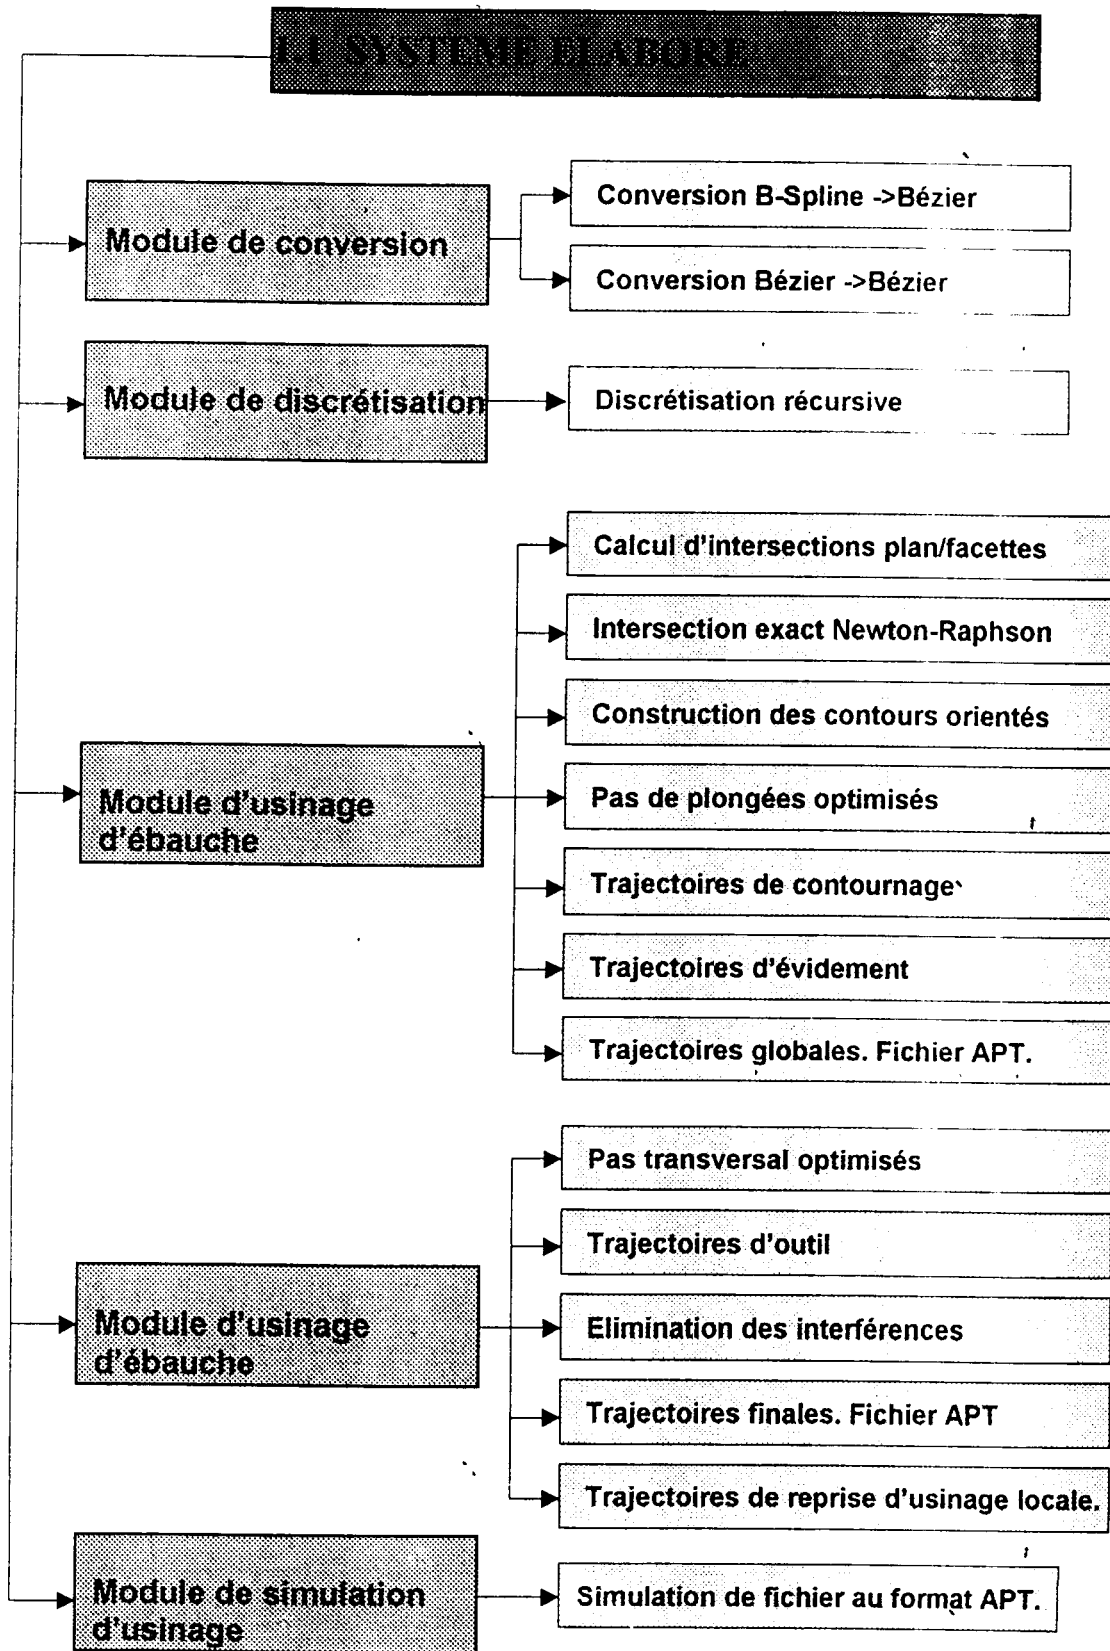 1.1 SYSTEME ELABORE
Module de conversion
Conversion B-Spline ->Bézier
Conversion Bézier ->Bézier
Module de discrétisation
Discrétisation récursive
Module d'usinage
d'ébauche
Calcul d'intersections plan/facettes
Intersection exact Newton-Raphson
Construction des contours orientés
Pas de plongées optimisés
Trajectoires de contournage
Trajectoires d'évidement
Trajectoires globales. Fichier APT.
Module d'usinage
d'ébauche
Pas transversal optimisés
Trajectoires d'outil
Elimination des interférences
Trajectoires finales. Fichier APT
Trajectoires de reprise d'usinage locale.
Module de simulation
d'usinage
Simulation de fichier au format APT.